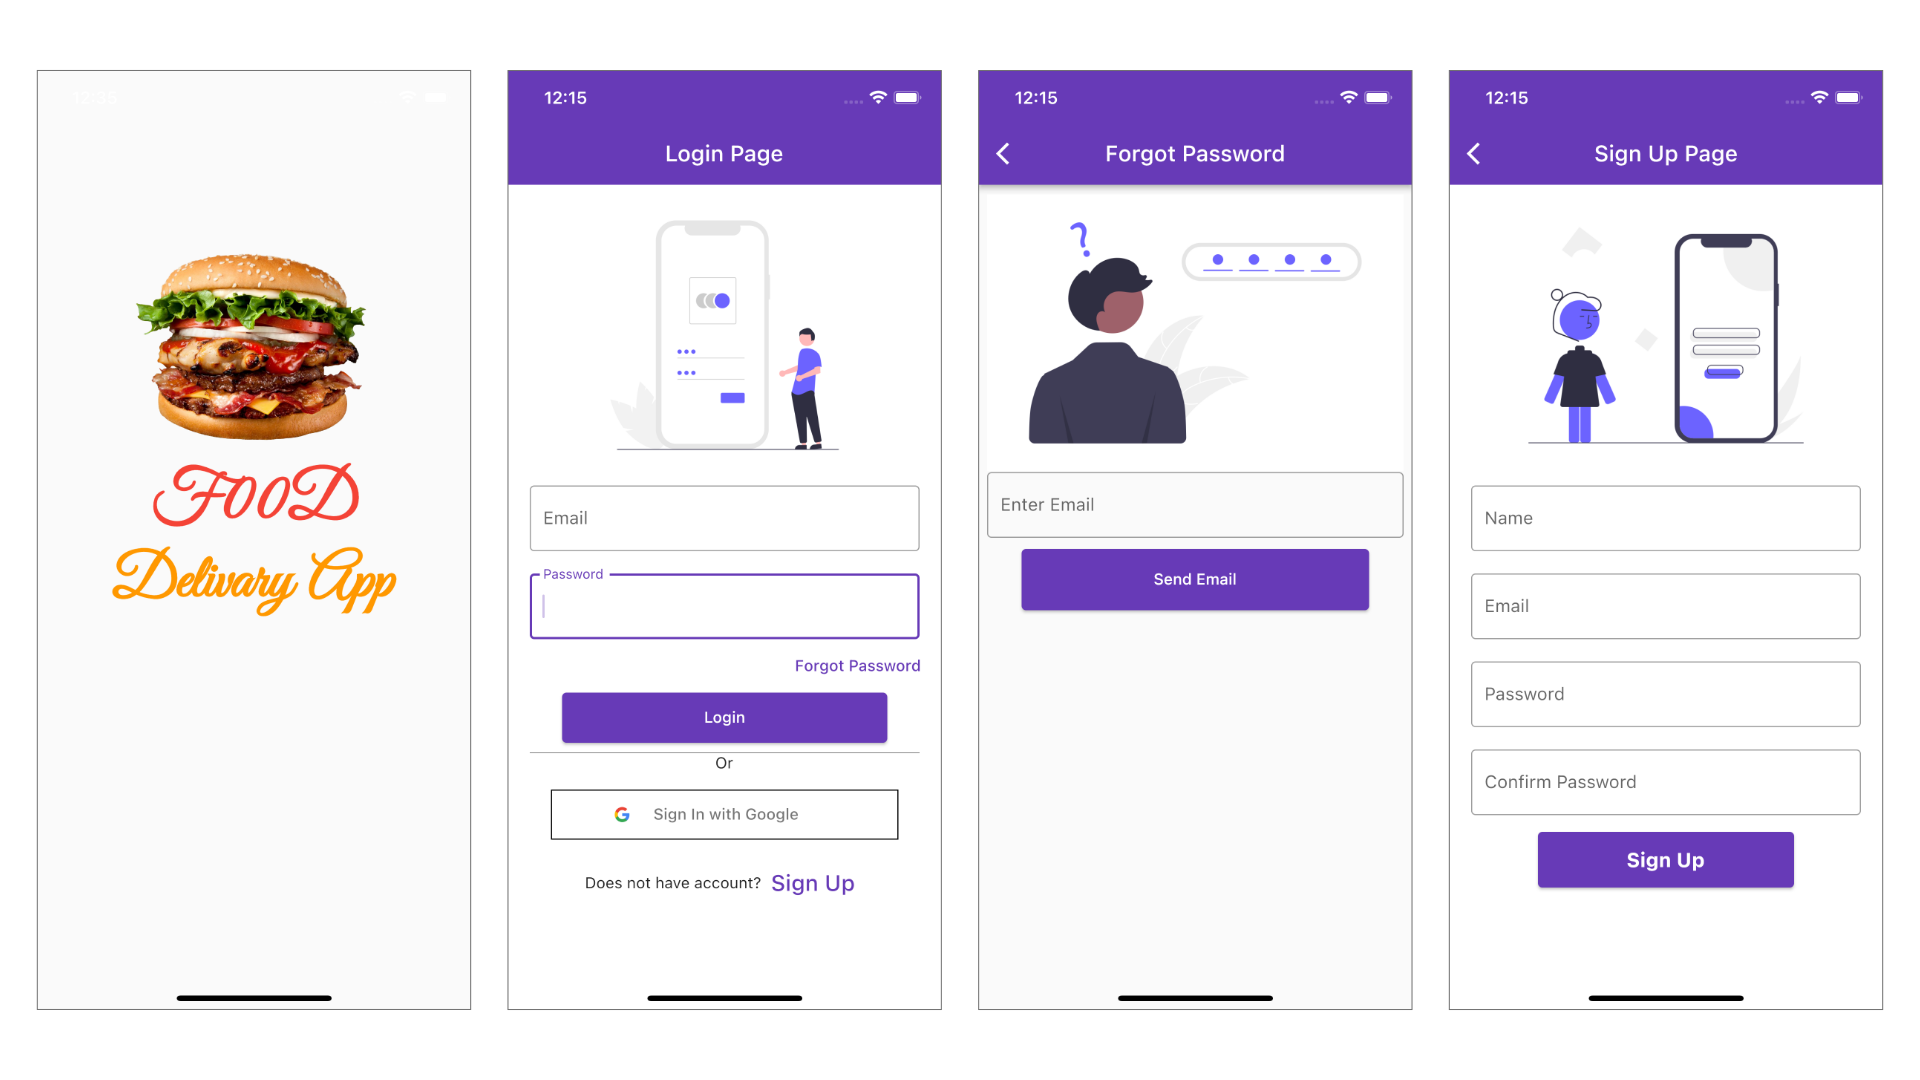 12:35
FOOD
Delivary App
12:15
Login Page
Email
Password
Forgot Password
Login
Or
Sign In with Google
Does not have account? Sign Up
12:15
Forgot Password
?
Enter Email
Send Email
12:15
Sign Up Page
Name
Email
Password
Confirm Password
Sign Up